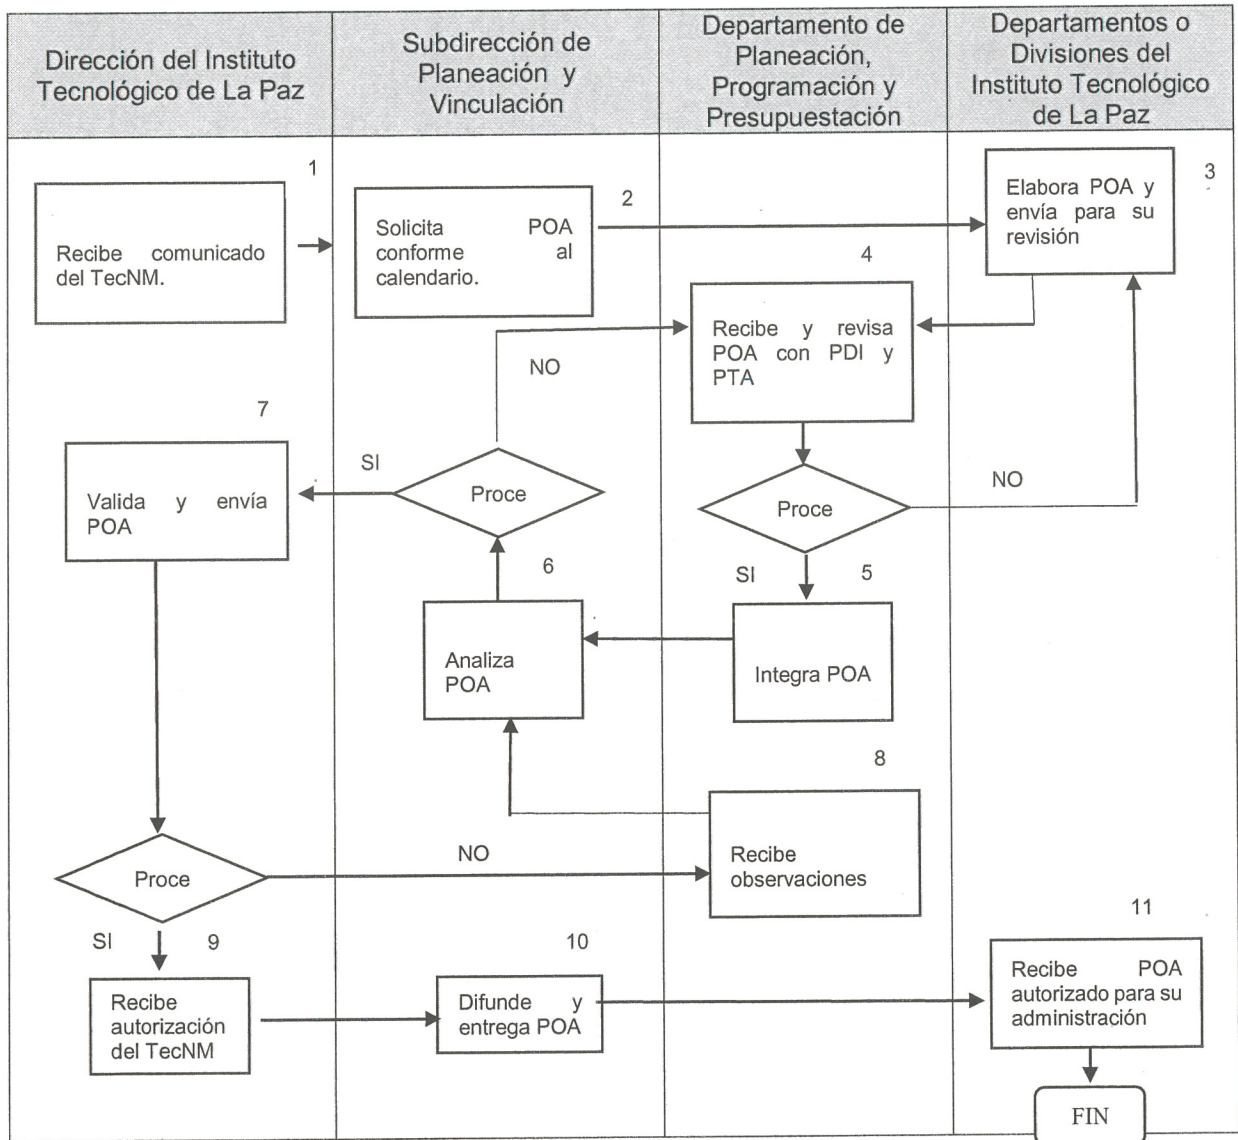 Dirección del Instituto
Tecnológico de La Paz
Subdirección de
Planeación y
Vinculación
Departamento de
Planeación,
Programación y
Presupuestación
Departamentos o
Divisiones del
Instituto Tecnológico
de La Paz
1
Recibe comunicado
del TecNM.
2
Solicita POA
conforme al
calendario.
3
Elabora POA y
envía para su
revisión
4
Recibe y revisa
POA con PDI y
PTA
NO
7
Valida y envía
POA
SI
Proce
Proce
NO
SI
5
6
Analiza
POA
Integra POA
8
Recibe
observaciones
Proce
NO
SI
9
Recibe
autorización
del TecNM
10
Difunde y
entrega POA
11
Recibe POA
autorizado para su
administración
FIN